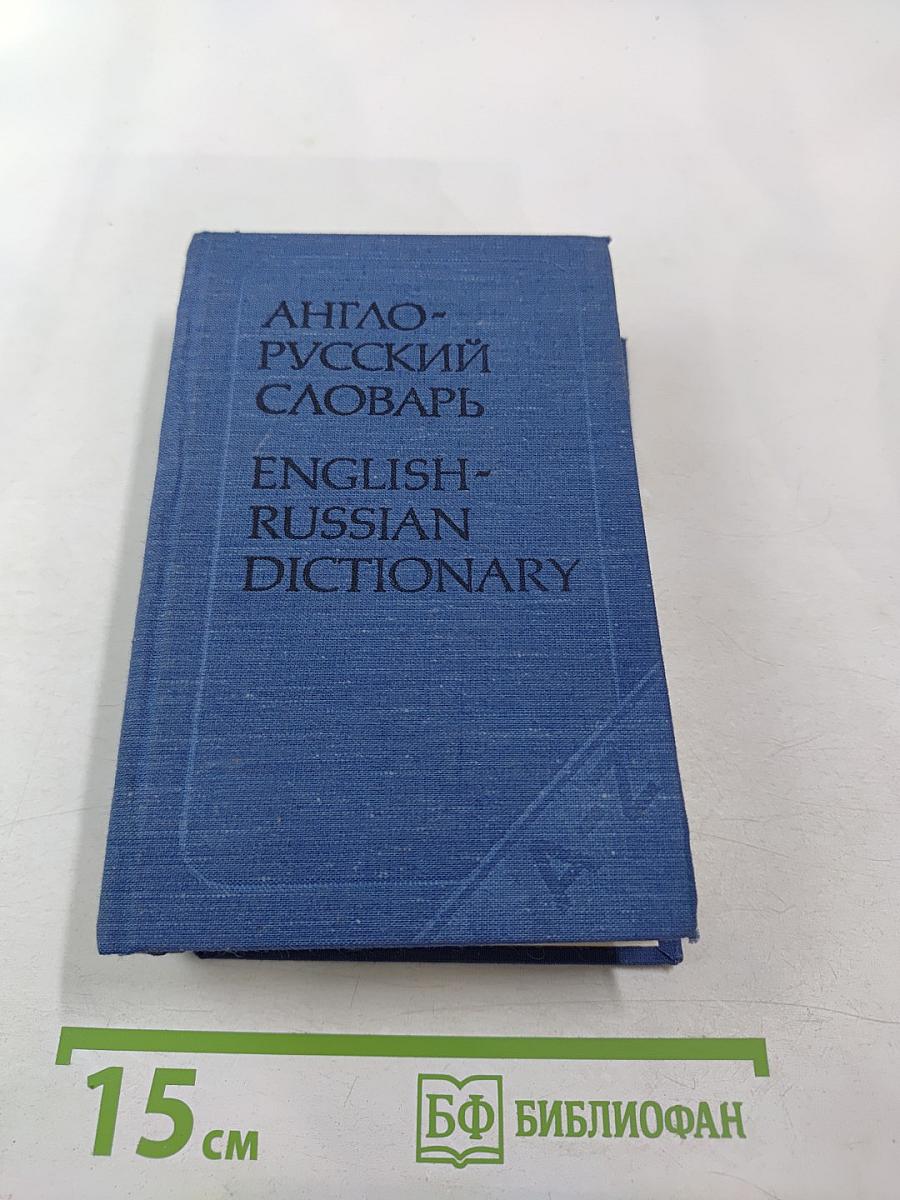 АНГЛО-
РУССКИЙ
СЛОВАРЬ
ENGLISH-
RUSSIAN
DICTIONARY
A-Z
15 см
БФ БИБЛИОФАН